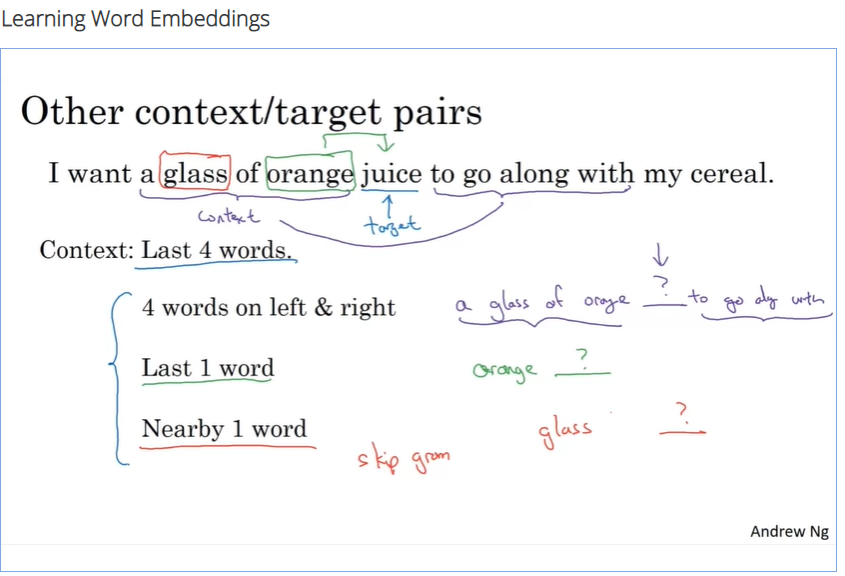 Learning Word Embeddings
Other context/target pairs
I want a glass of orange juice to go along with my cereal.
context
target
Context: Last 4 words.
4 words on left & right
a glass of orange ? to go along with
Last 1 word
orange ?
Nearby 1 word
glass ?
skip gram
Andrew Ng